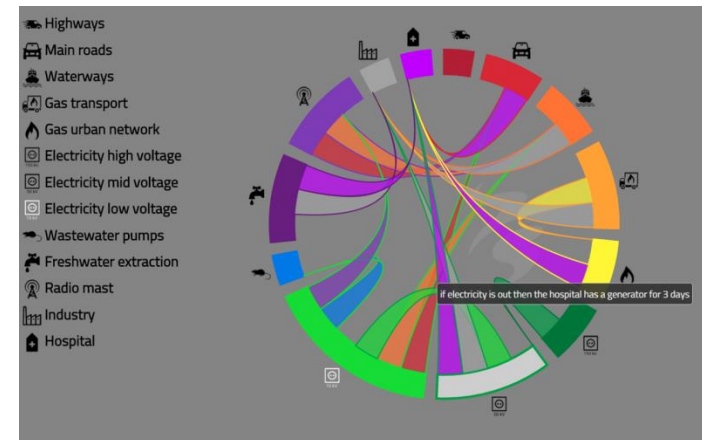 Highways
Main roads
Waterways
Gas transport
Gas urban network
Electricity high voltage
Electricity mid voltage
Electricity low voltage
Wastewater pumps
Freshwater extraction
Radio mast
Industry
Hospital
if electricity is out then the hospital has a generator for 3 days